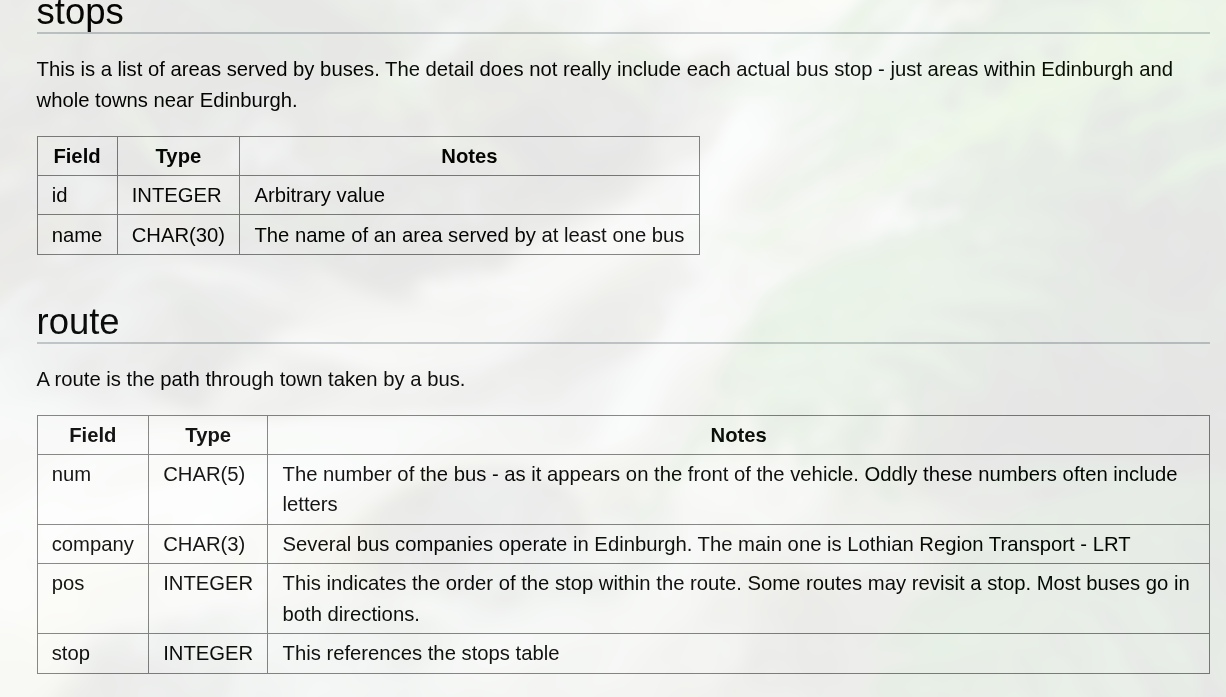 stops
This is a list of areas served by buses. The detail does not really include each actual bus stop - just areas within Edinburgh and
whole towns near Edinburgh.
Field Type Notes
id INTEGER Arbitrary value
name CHAR(30) The name of an area served by at least one bus
route
A route is the path through town taken by a bus.
Field Type Notes
num CHAR(5) The number of the bus - as it appears on the front of the vehicle. Oddly these numbers often include
letters
company CHAR(3) Several bus companies operate in Edinburgh. The main one is Lothian Region Transport - LRT
pos INTEGER This indicates the order of the stop within the route. Some routes may revisit a stop. Most buses go in
both directions.
stop INTEGER This references the stops table